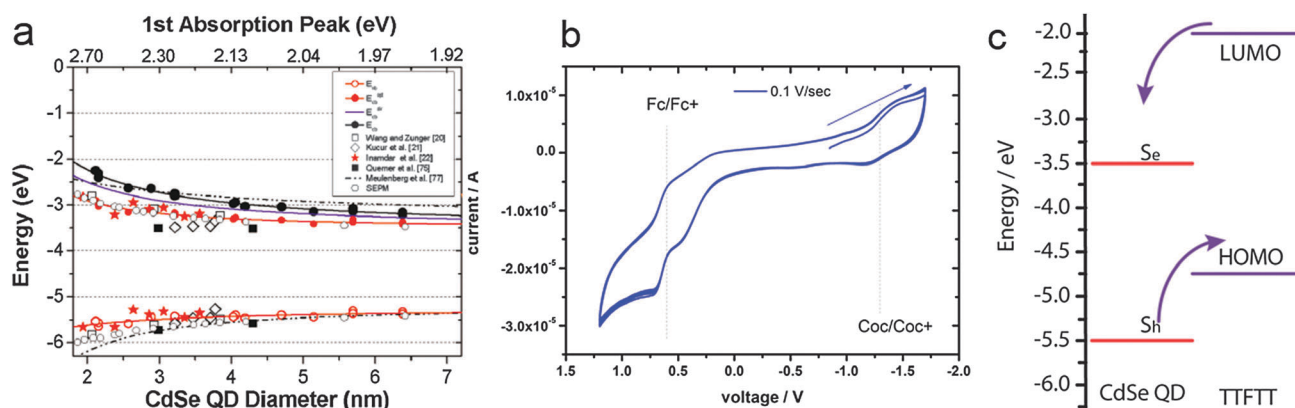 a
1st Absorption Peak (eV)
2.70 2.30 2.13 2.04 1.97 1.92
0
-1
-2
-3
-4
-5
-6
Energy (eV)
Wang and Zunger [20]
Kucur et al. [21]
Inamdar et al. [22]
Querner et al. [75]
Meulenberg et al. [77]
SEPM
2 3 4 5 6 7
CdSe QD Diameter (nm)
b
current / A
1.0x10⁻⁵
0.0
-1.0x10⁻⁵
-2.0x10⁻⁵
-3.0x10⁻⁵
Fc/Fc+
0.1 V/sec
Coc/Coc+
1.5 1.0 0.5 0.0 -0.5 -1.0 -1.5 -2.0
voltage / V
c
Energy / eV
-2.0
-2.5
-3.0
-3.5
-4.0
-4.5
-5.0
-5.5
-6.0
LUMO
Se
HOMO
Sh
CdSe QD TTFTT